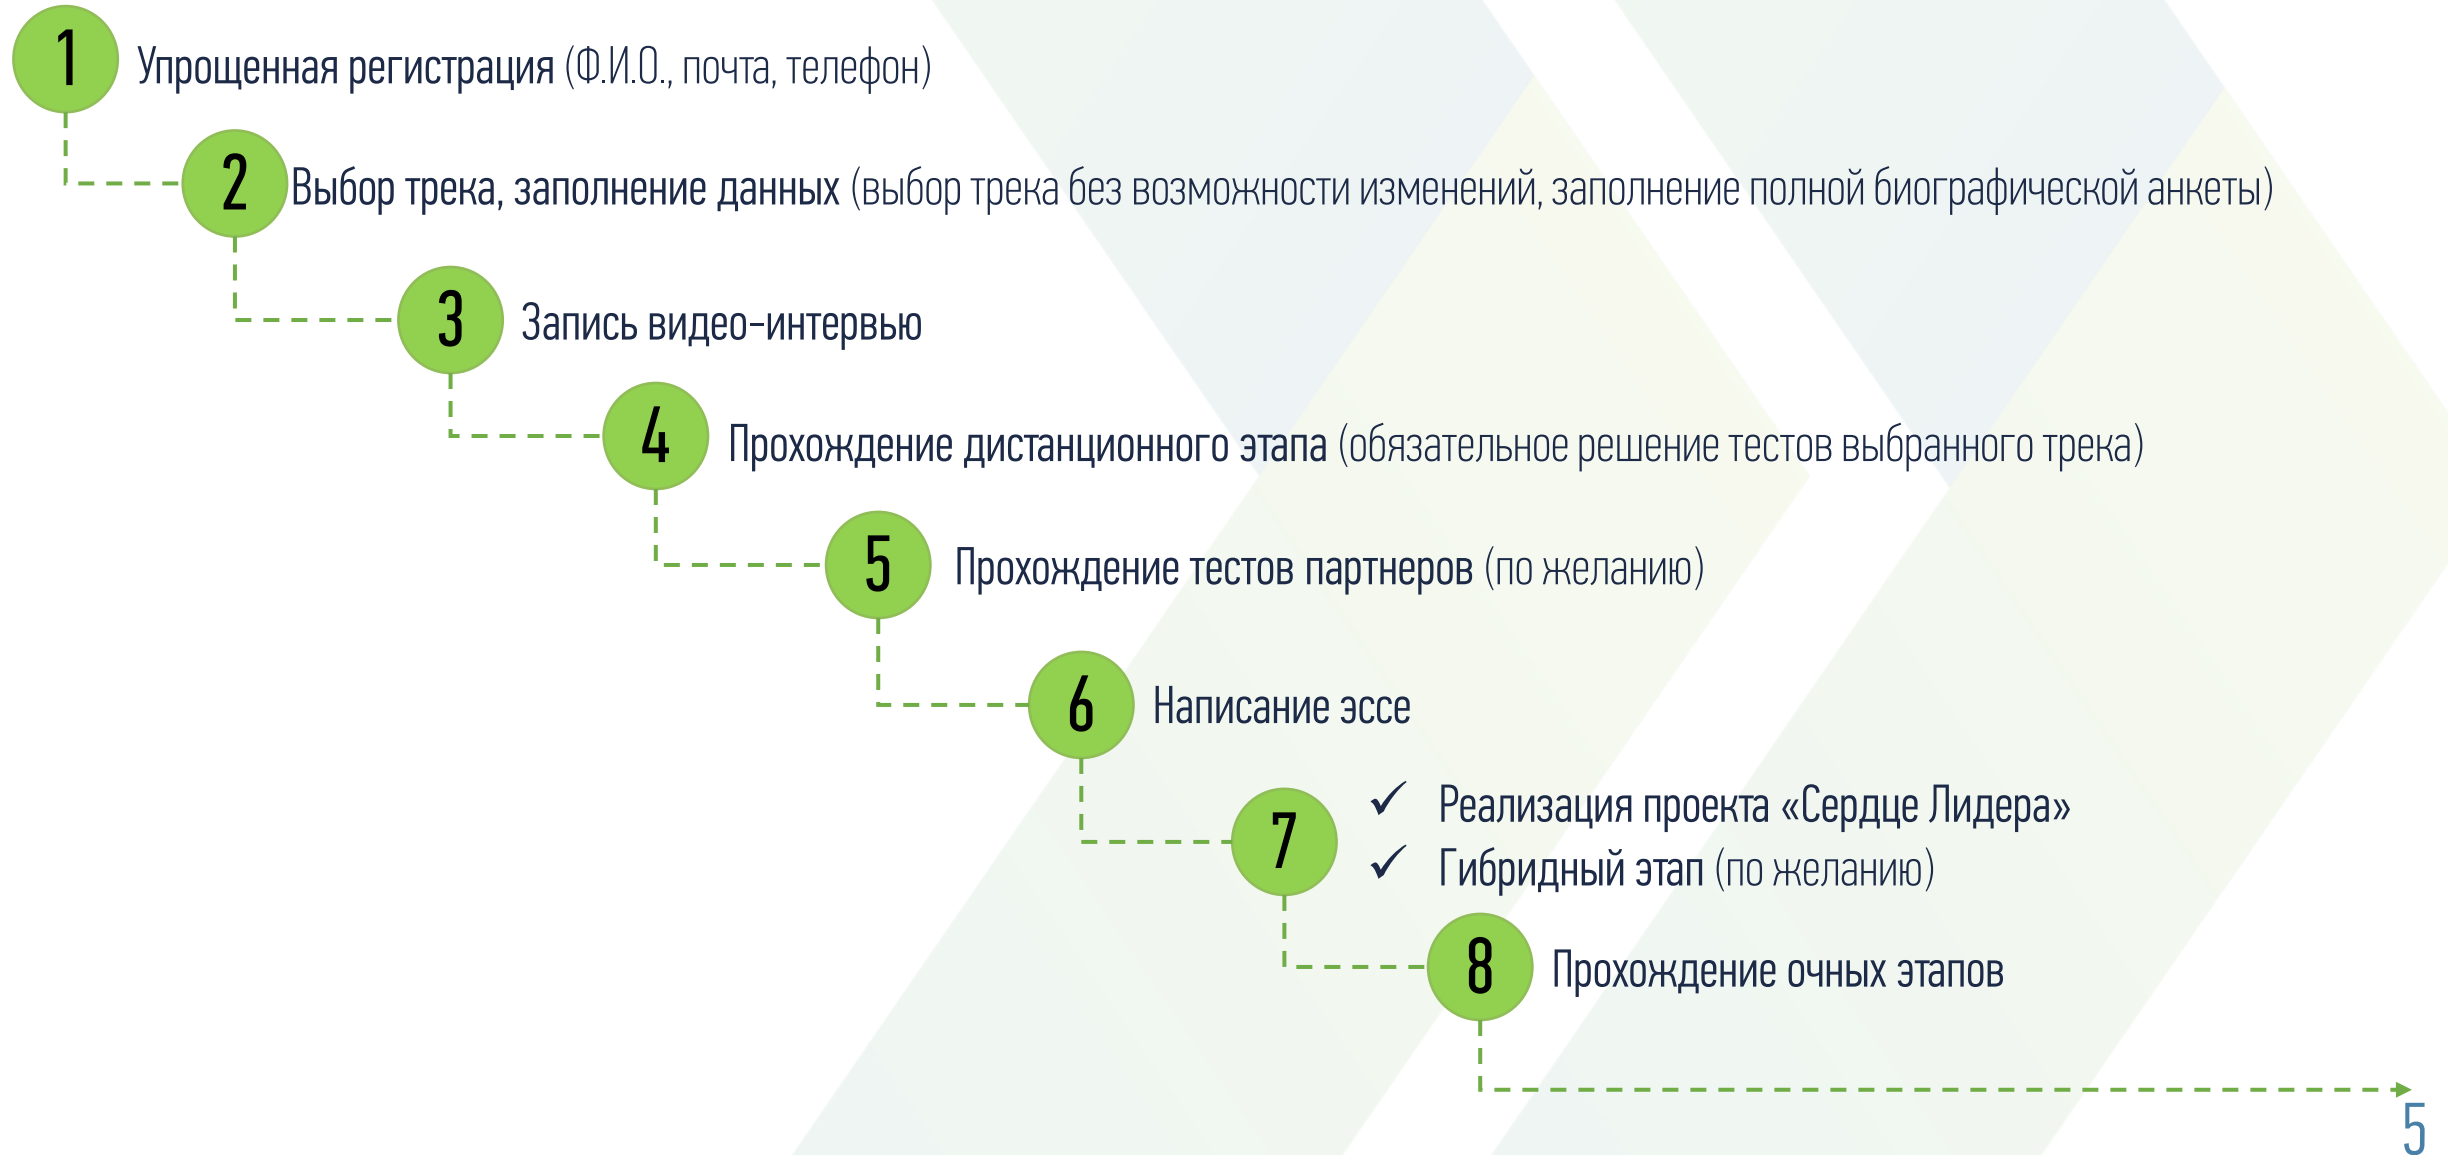 1 Упрощенная регистрация (Ф.И.О., почта, телефон)
2 Выбор трека, заполнение данных (выбор трека без возможности изменений, заполнение полной биографической анкеты)
3 Запись видео-интервью
4 Прохождение дистанционного этапа (обязательное решение тестов выбранного трека)
5 Прохождение тестов партнеров (по желанию)
6 Написание эссе
7
✓ Реализация проекта «Сердце Лидера»
✓ Гибридный этап (по желанию)
8 Прохождение очных этапов
5